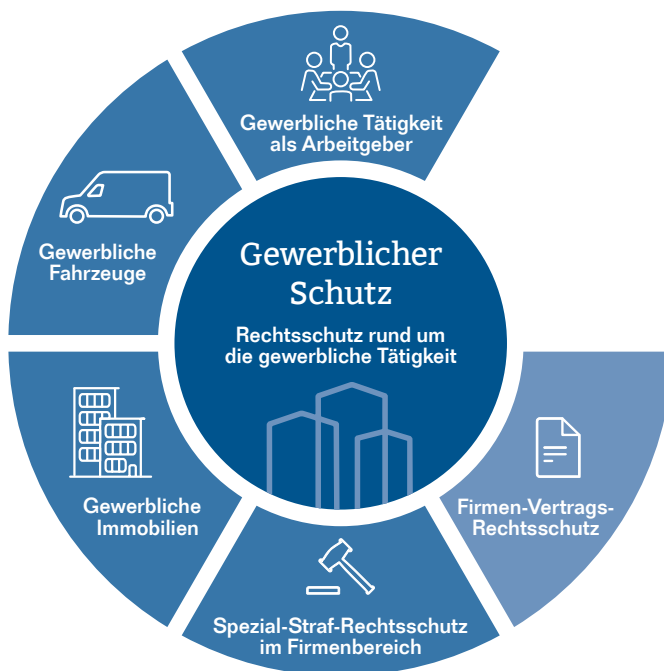 Gewerbliche Tätigkeit
als Arbeitgeber
Gewerbliche
Fahrzeuge
Gewerblicher
Schutz
Rechtsschutz rund um
die gewerbliche Tätigkeit
Gewerbliche
Immobilien
Firmen-Vertrags-
Rechtsschutz
Spezial-Straf-Rechtsschutz
im Firmenbereich